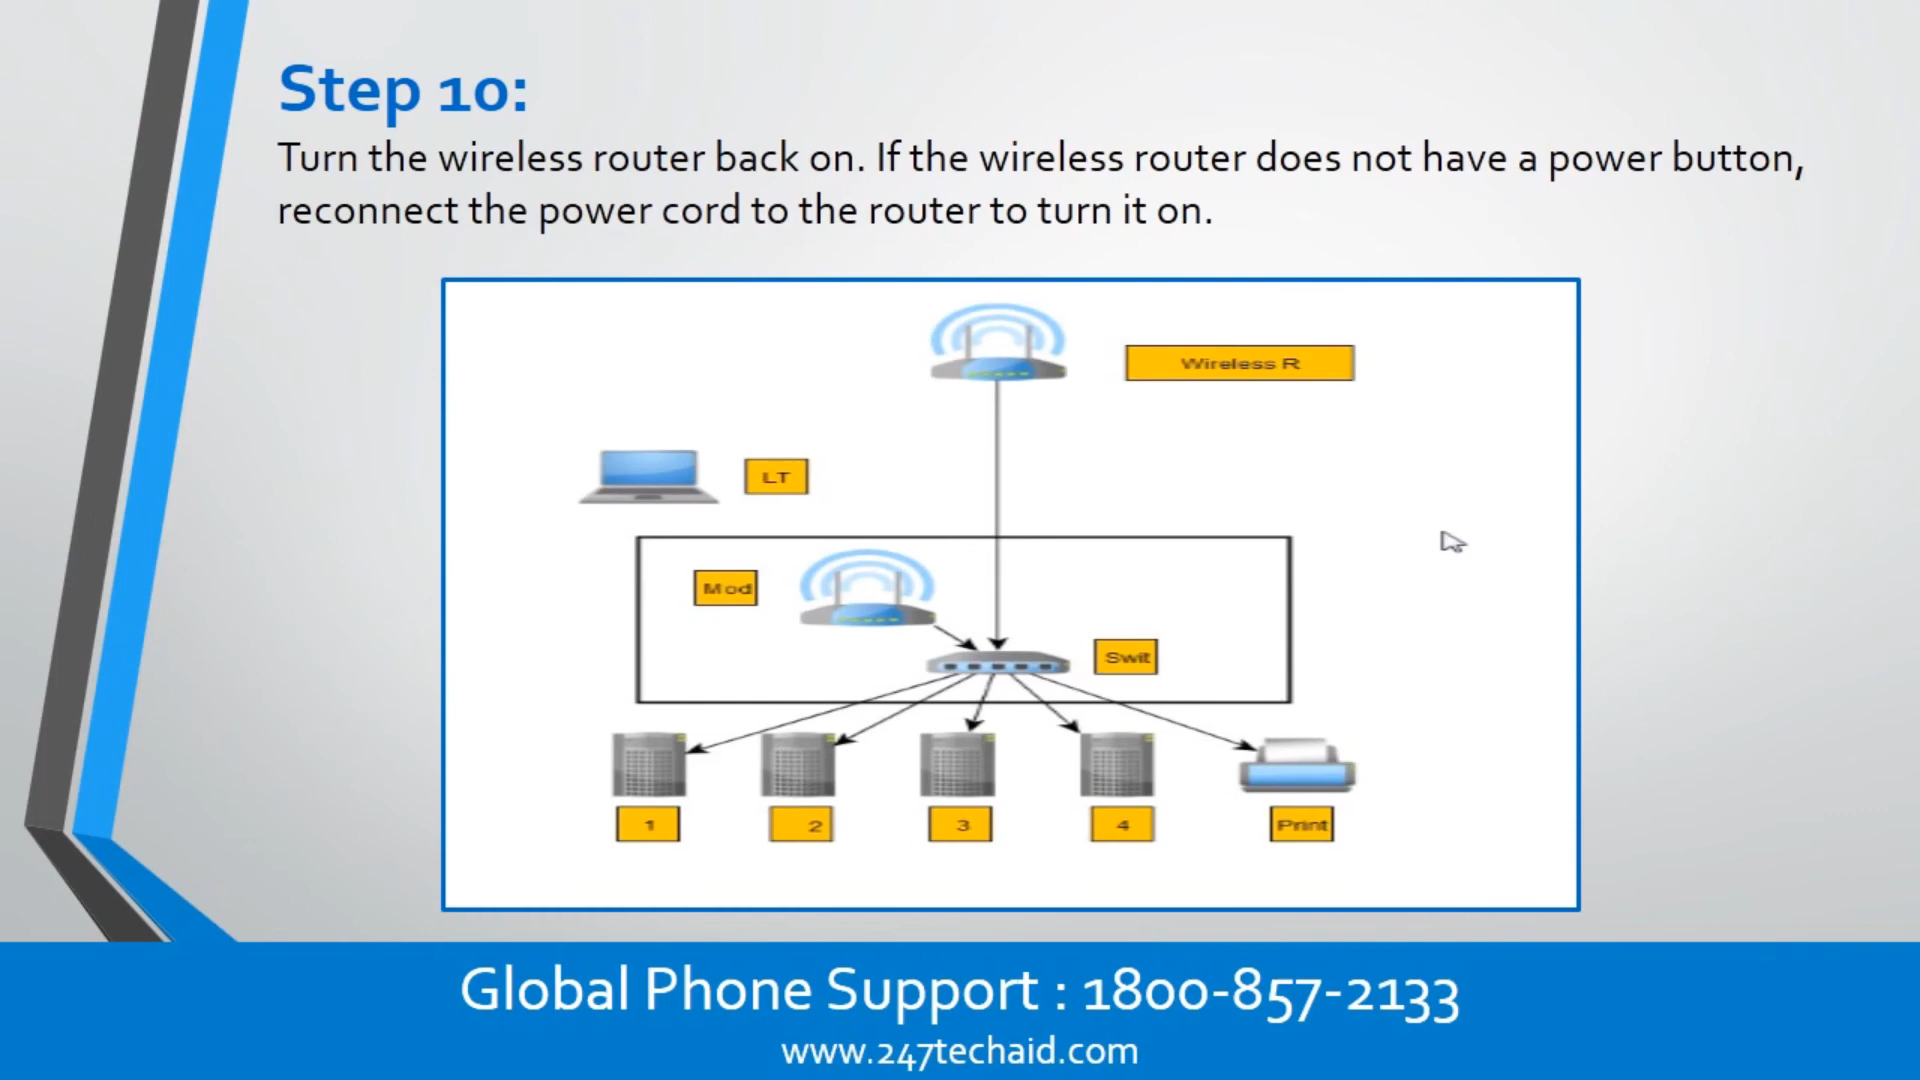 Step 10:
Turn the wireless router back on. If the wireless router does not have a power button,
reconnect the power cord to the router to turn it on.
Wireless R
LT
Mod
Swit
1
2
3
4
Print
Global Phone Support : 1800-857-2133
www.247techaid.com